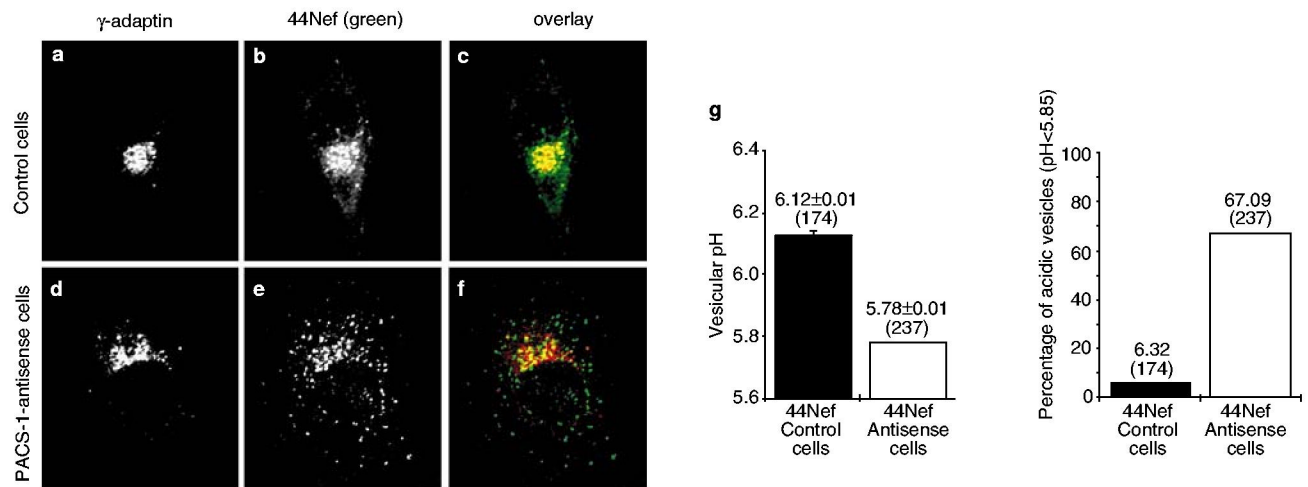 γ-adaptin
44Nef (green)
overlay
Control cells
a
b
c
PACS-1-antisense cells
d
e
f
g
Vesicular pH
6.4
6.2
6.0
5.8
5.6
6.12±0.01
(174)
5.78±0.01
(237)
44Nef
Control
cells
44Nef
Antisense
cells
Percentage of acidic vesicles (pH<5.85)
100
80
60
40
20
0
6.32
(174)
67.09
(237)
44Nef
Control
cells
44Nef
Antisense
cells